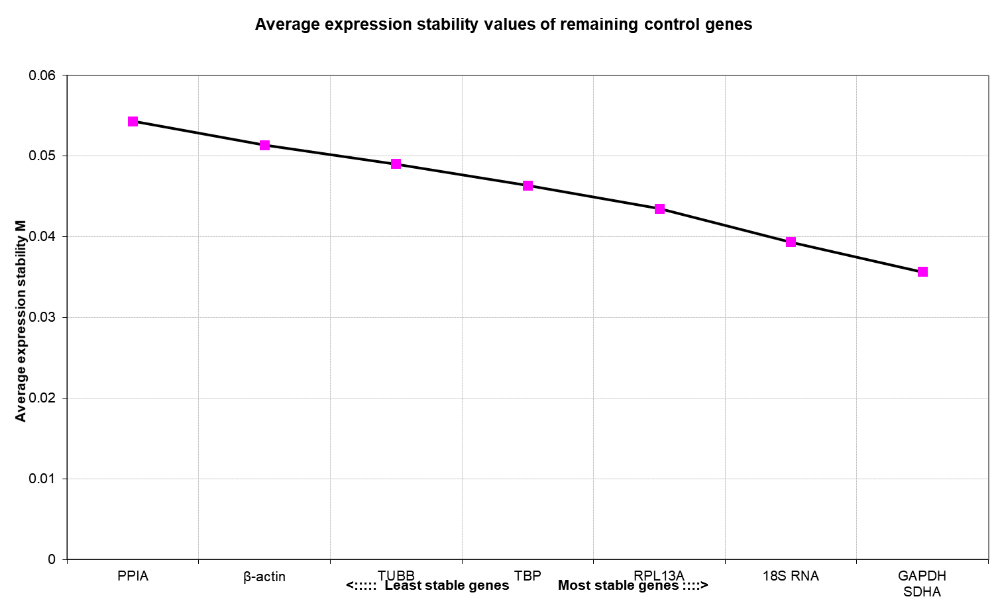 Average expression stability values of remaining control genes
Average expression stability M
0.06
0.05
0.04
0.03
0.02
0.01
0
PPIA β-actin TUBB TBP RPL13A 18S RNA GAPDH
SDHA
<::::: Least stable genes Most stable genes ::::>